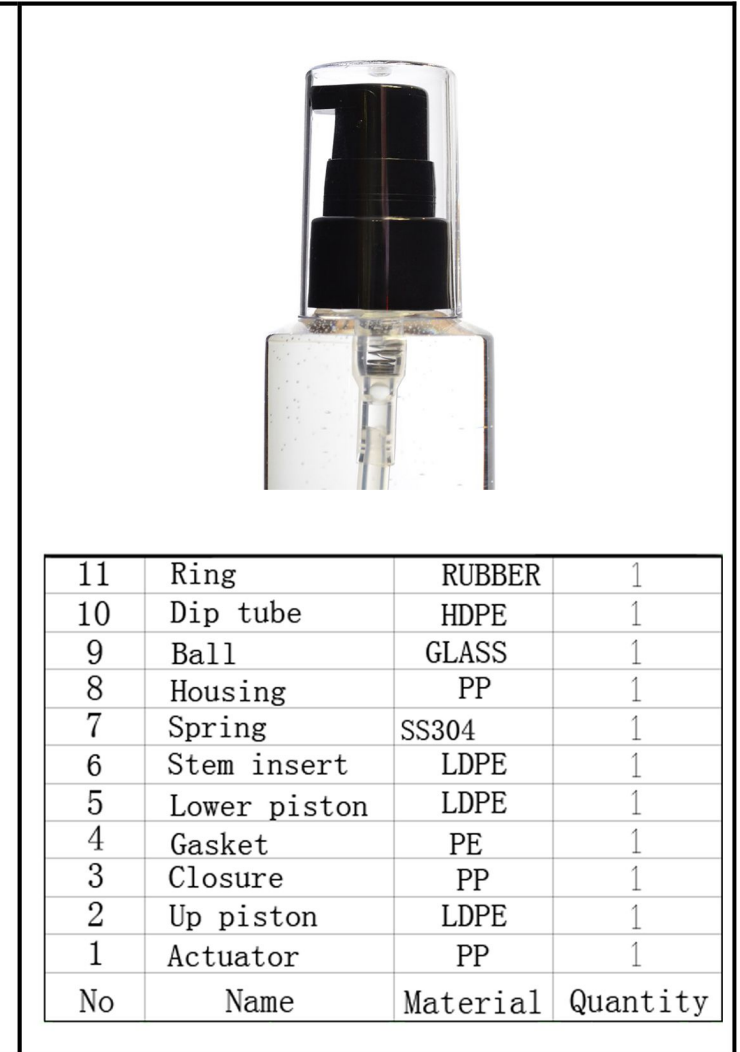 11 Ring RUBBER 1
10 Dip tube HDPE 1
9 Ball GLASS 1
8 Housing PP 1
7 Spring SS304 1
6 Stem insert LDPE 1
5 Lower piston LDPE 1
4 Gasket PE 1
3 Closure PP 1
2 Up piston LDPE 1
1 Actuator PP 1
No Name Material Quantity